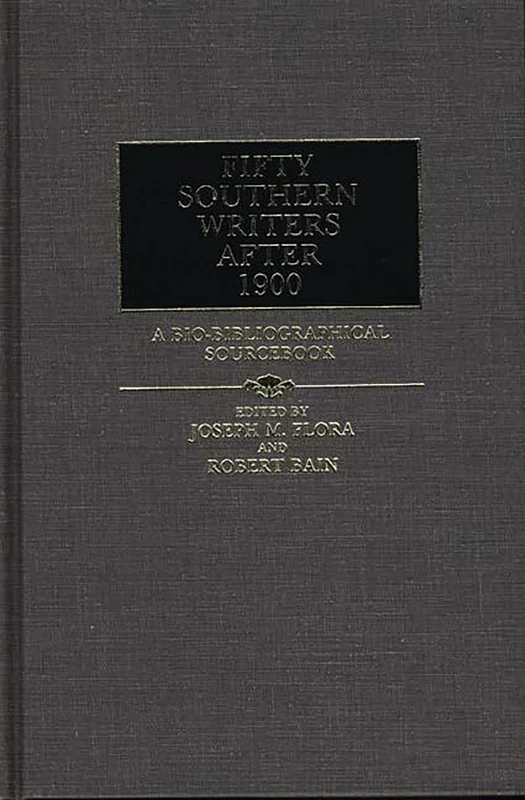 FIFTY
SOUTHERN
WRITERS
AFTER
1900
A BIO-BIBLIOGRAPHICAL
SOURCEBOOK
EDITED BY
JOSEPH M. FLORA
AND
ROBERT BAIN